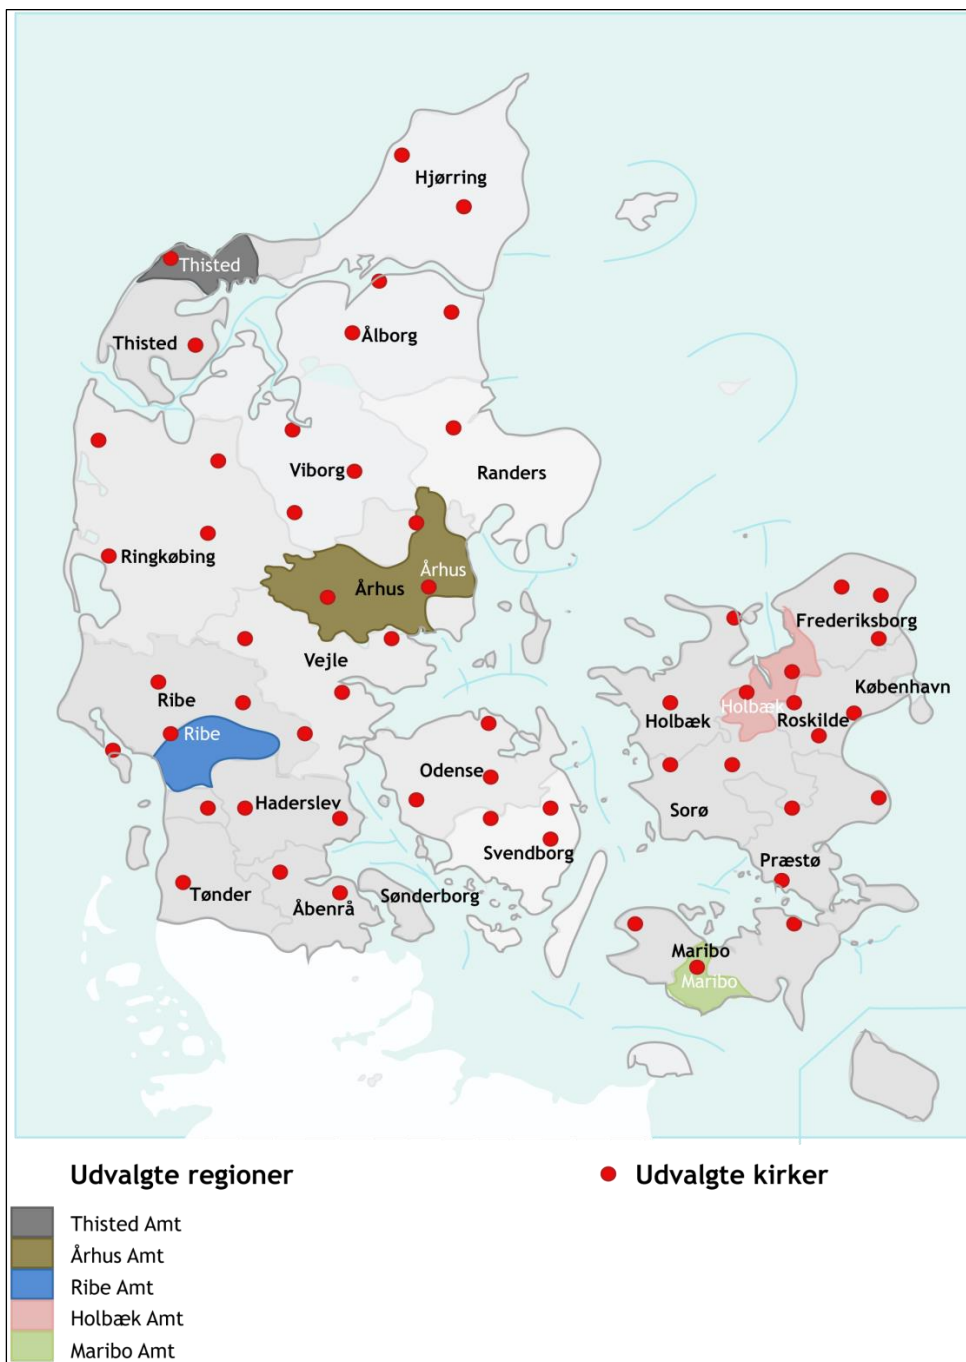 Hjørring
Thisted
Thisted
Ålborg
Viborg
Randers
Ringkøbing
Århus
Århus
Frederiksborg
Vejle
København
Ribe
Holbæk
Holbæk
Roskilde
Ribe
Odense
Haderslev
Sorø
Svendborg
Præstø
Tønder
Sønderborg
Åbenrå
Maribo
Maribo
Udvalgte regioner
Udvalgte kirker
Thisted Amt
Århus Amt
Ribe Amt
Holbæk Amt
Maribo Amt